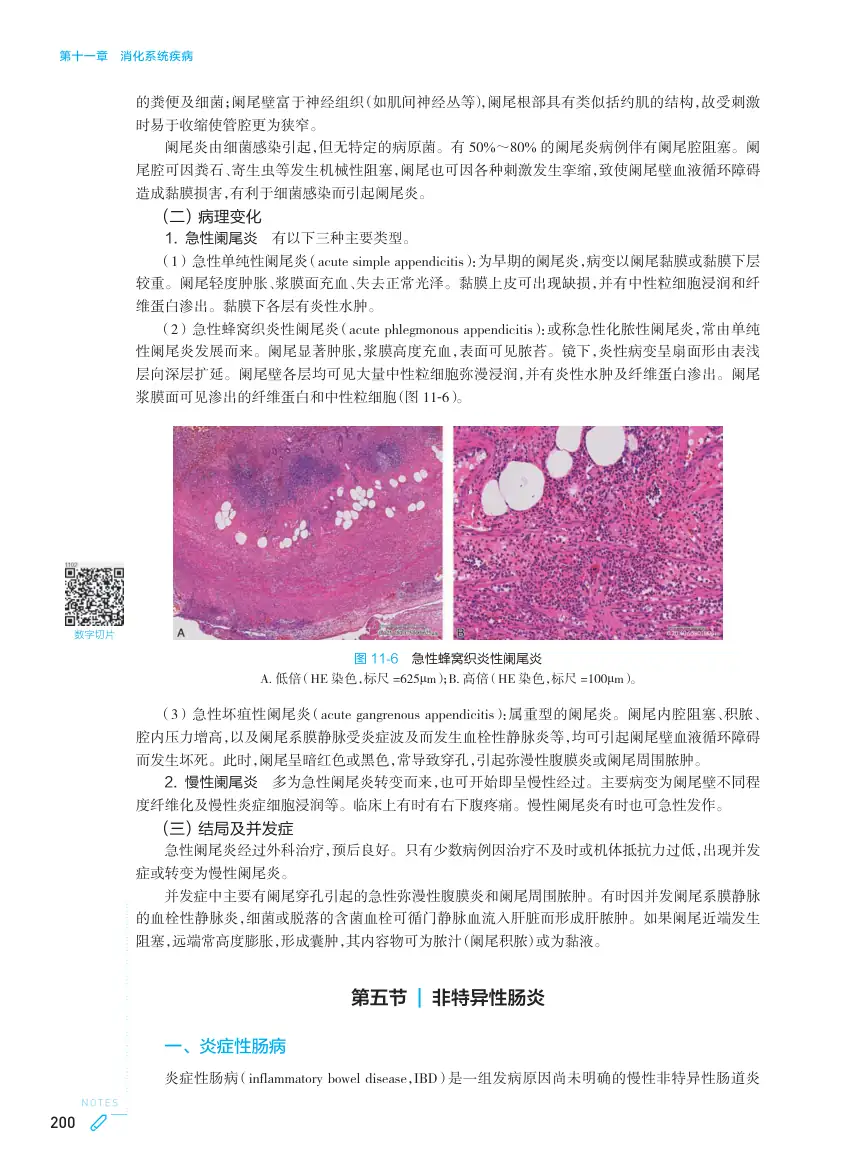 第十一章 消化系统疾病
的粪便及细菌；阑尾壁富于神经组织（如肌间神经丛等），阑尾根部具有类似括约肌的结构，故受刺激
时易于收缩使管腔更为狭窄。
阑尾炎由细菌感染引起，但无特定的病原菌。有 50%～80% 的阑尾炎病例伴有阑尾腔阻塞。阑
尾腔可因粪石、寄生虫等发生机械性阻塞，阑尾也可因各种刺激发生挛缩，致使阑尾壁血液循环障碍
造成黏膜损害，有利于细菌感染而引起阑尾炎。
（二）病理变化
1. 急性阑尾炎 有以下三种主要类型。
（1）急性单纯性阑尾炎（acute simple appendicitis）：为早期的阑尾炎，病变以阑尾黏膜或黏膜下层
较重。阑尾轻度肿胀、浆膜面充血、失去正常光泽。黏膜上皮可出现缺损，并有中性粒细胞浸润和纤
维蛋白渗出。黏膜下各层有炎性水肿。
（2）急性蜂窝织炎性阑尾炎（acute phlegmonous appendicitis）：或称急性化脓性阑尾炎，常由单纯
性阑尾炎发展而来。阑尾显著肿胀，浆膜高度充血，表面可见脓苔。镜下，炎性病变呈扇面形由表浅
层向深层扩延。阑尾壁各层均可见大量中性粒细胞弥漫浸润，并有炎性水肿及纤维蛋白渗出。阑尾
浆膜面可见渗出的纤维蛋白和中性粒细胞（图 11-6）。
A
B
1102
数字切片
图 11-6 急性蜂窝织炎性阑尾炎
A. 低倍（HE 染色，标尺 =625μm）；B. 高倍（HE 染色，标尺 =100μm）。
（3）急性坏疽性阑尾炎（acute gangrenous appendicitis）：属重型的阑尾炎。阑尾内腔阻塞、积脓、
腔内压力增高，以及阑尾系膜静脉受炎症波及而发生血栓性静脉炎等，均可引起阑尾壁血液循环障碍
而发生坏死。此时，阑尾呈暗红色或黑色，常导致穿孔，引起弥漫性腹膜炎或阑尾周围脓肿。
2. 慢性阑尾炎 多为急性阑尾炎转变而来，也可开始即呈慢性经过。主要病变为阑尾壁不同程
度纤维化及慢性炎症细胞浸润等。临床上有时有右下腹疼痛。慢性阑尾炎有时也可急性发作。
（三）结局及并发症
急性阑尾炎经过外科治疗，预后良好。只有少数病例因治疗不及时或机体抵抗力过低，出现并发
症或转变为慢性阑尾炎。
并发症中主要有阑尾穿孔引起的急性弥漫性腹膜炎和阑尾周围脓肿。有时因并发阑尾系膜静脉
的血栓性静脉炎，细菌或脱落的含菌血栓可循门静脉血流入肝脏而形成肝脓肿。如果阑尾近端发生
阻塞，远端常高度膨胀，形成囊肿，其内容物可为脓汁（阑尾积脓）或为黏液。
第五节 | 非特异性肠炎
一、炎症性肠病
炎症性肠病（inflammatory bowel disease，IBD）是一组发病原因尚未明确的慢性非特异性肠道炎
NOTES
200